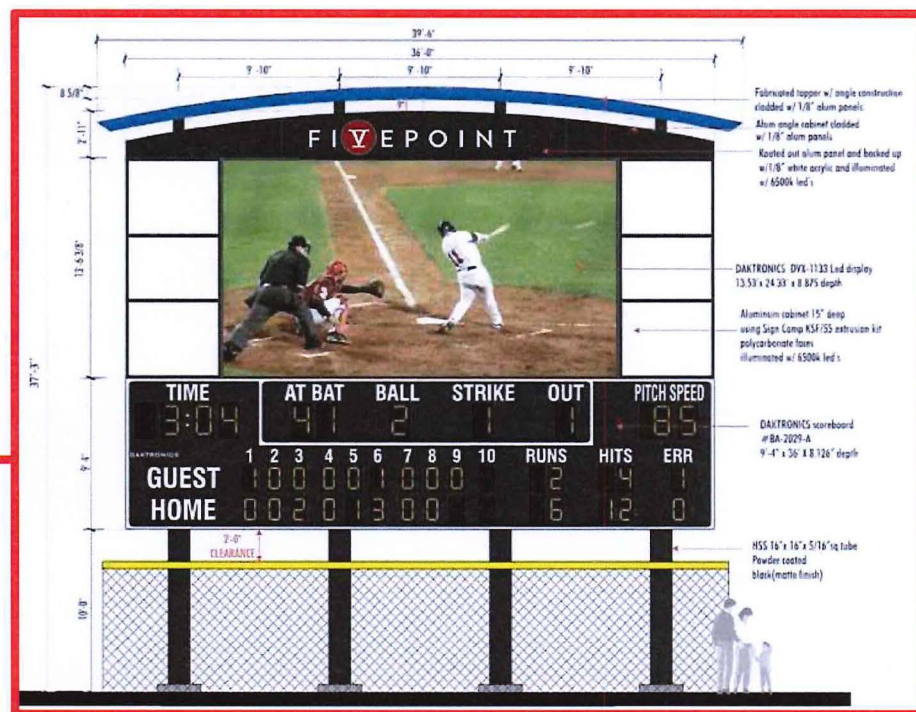 39'-6"
36'-0"
9'-10" 9'-10" 9'-10"
8 5/8"
9"
2'-11"
FIVEPOINT
Fabricated topper w/ angle construction
cladded w/ 1/8" alum panels
Alum angle cabinet cladded
w/ 1/8" alum panels
Routed out alum panel and backed up
w/1/8" white acrylic and illuminated
w/ 6500k led's
13'-6 3/8"
11
DAKTRONICS DVX-1133 Led display
13.53' x 24.33' x 8.875 depth
Aluminum cabinet 15" deep
using Sign Comp KSF/SS extrusion kit
polycarbonate faces
illuminated w/ 6500k led's
37'-3"
TIME AT BAT BALL STRIKE OUT PITCH SPEED
3:04 41 2 1 1 85
DAKTRONICS scoreboard
#BA-2029-A
9'-4" x 36' X 8.126" depth
9'-4"
DAKTRONICS 1 2 3 4 5 6 7 8 9 10 RUNS HITS ERR
GUEST 1 0 0 0 0 1 0 0 0 2 4 1
HOME 0 0 2 0 1 3 0 0 6 12 0
2'-0"
CLEARANCE
HSS 16"x 16"x 5/16"sq tube
Powder coated
black(matte finish)
10'-0"